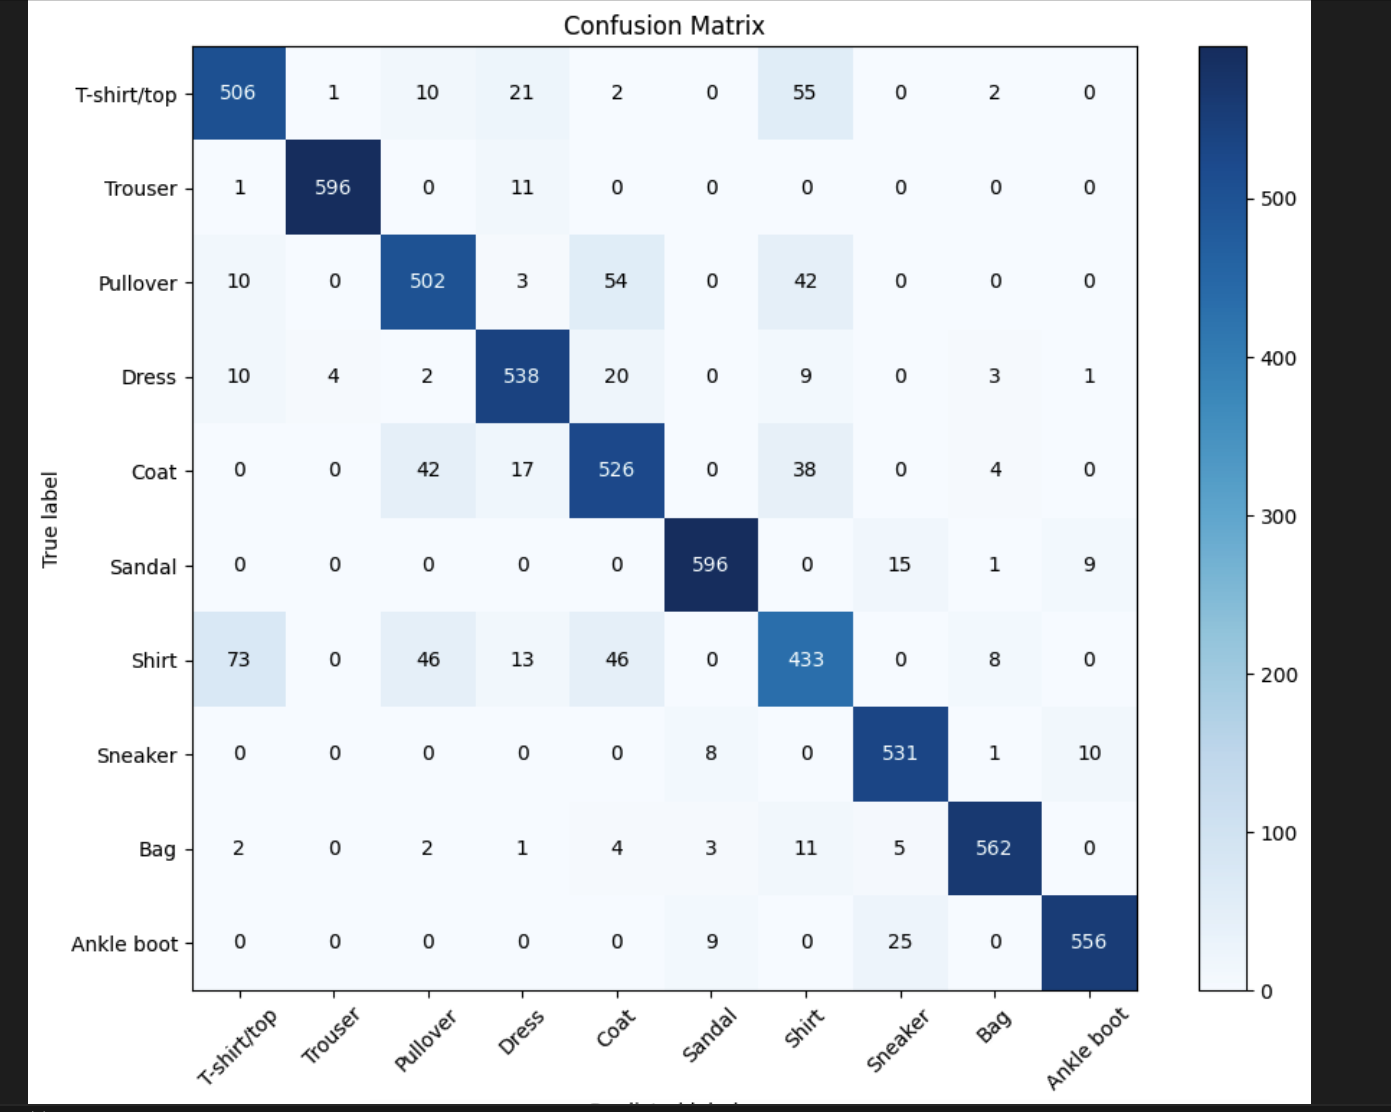 Confusion Matrix
T-shirt/top 506 1 10 21 2 0 55 0 2 0
Trouser 1 596 0 11 0 0 0 0 0 0
Pullover 10 0 502 3 54 0 42 0 0 0
Dress 10 4 2 538 20 0 9 0 3 1
Coat 0 0 42 17 526 0 38 0 4 0
Sandal 0 0 0 0 0 596 0 15 1 9
Shirt 73 0 46 13 46 0 433 0 8 0
Sneaker 0 0 0 0 0 8 0 531 1 10
Bag 2 0 2 1 4 3 11 5 562 0
Ankle boot 0 0 0 0 0 9 0 25 0 556
True label
T-shirt/top Trouser Pullover Dress Coat Sandal Shirt Sneaker Bag Ankle boot
500
400
300
200
100
0